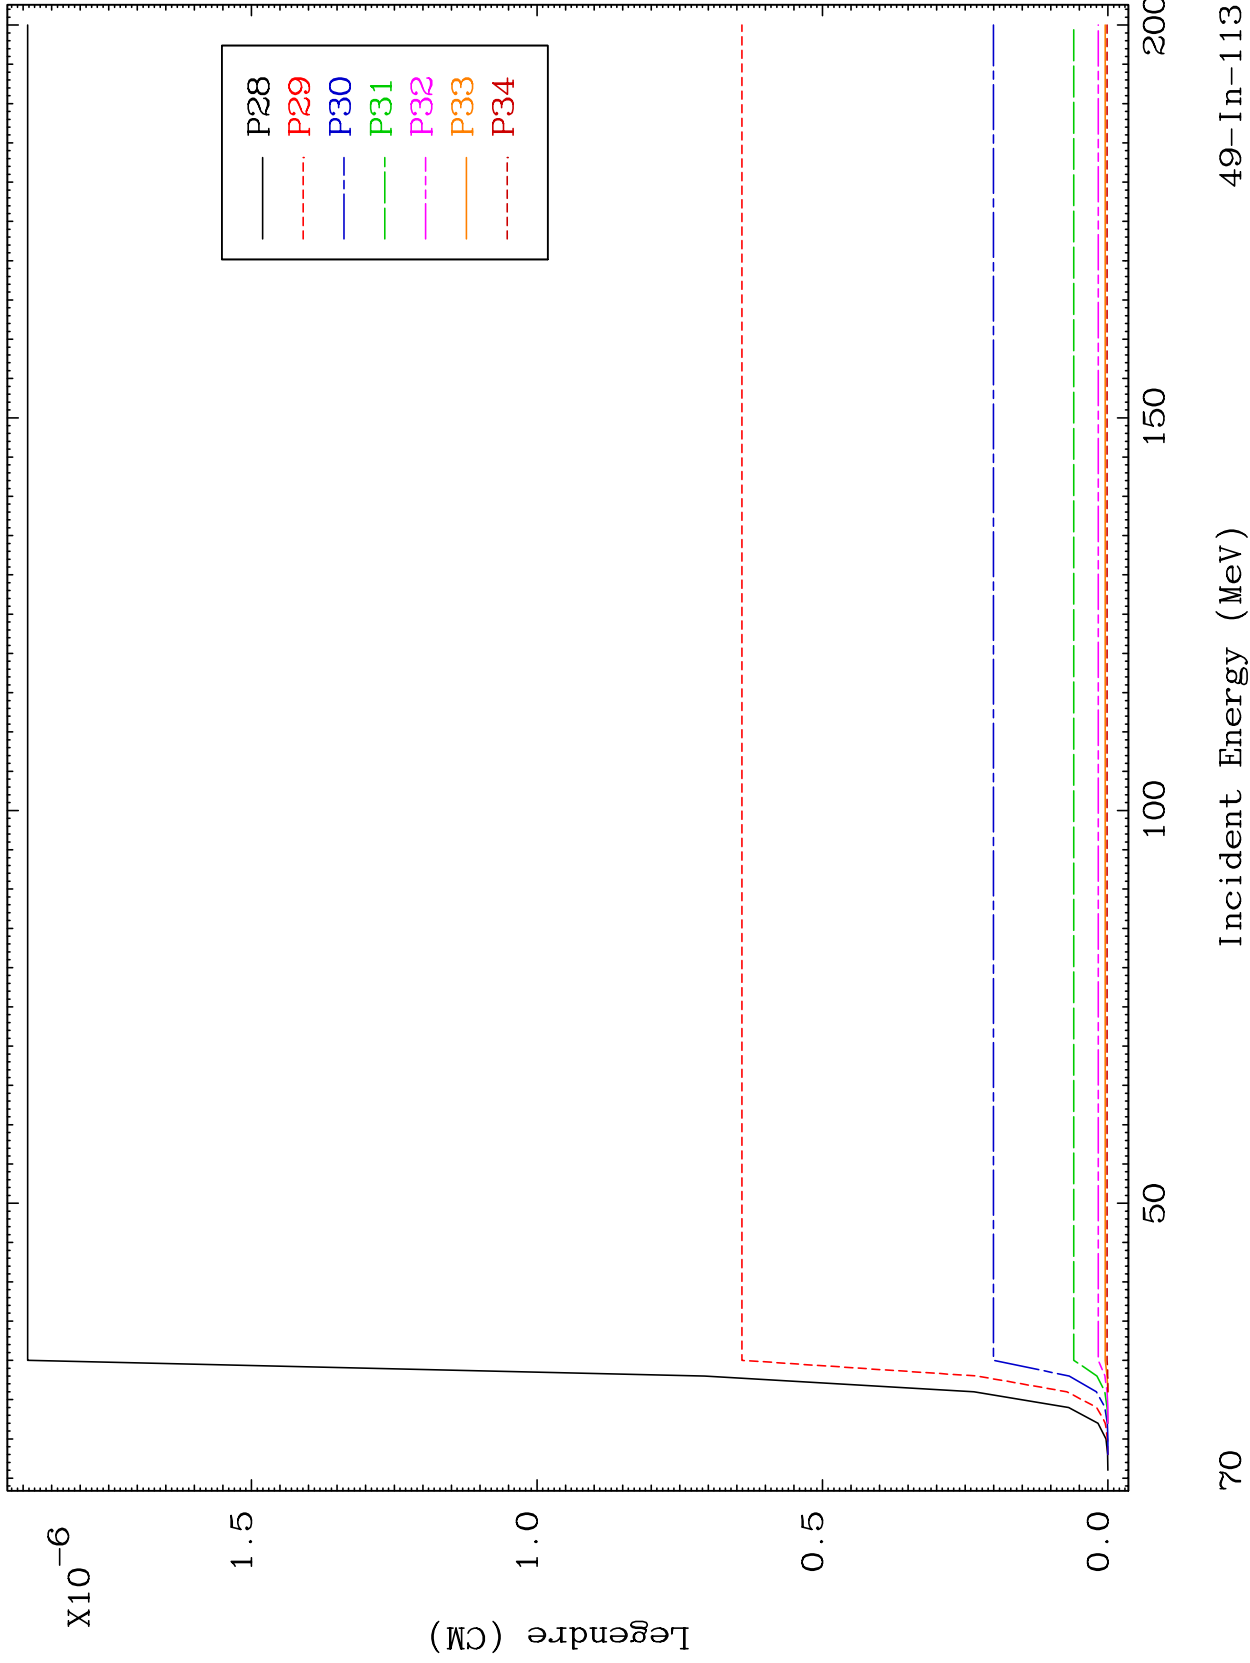 X10
-6
1.5
1.0
0.5
0.0
Legendre (CM)
P28
P29
P30
P31
P32
P33
P34
50
100
150
200
70
Incident Energy (MeV)
49-In-113